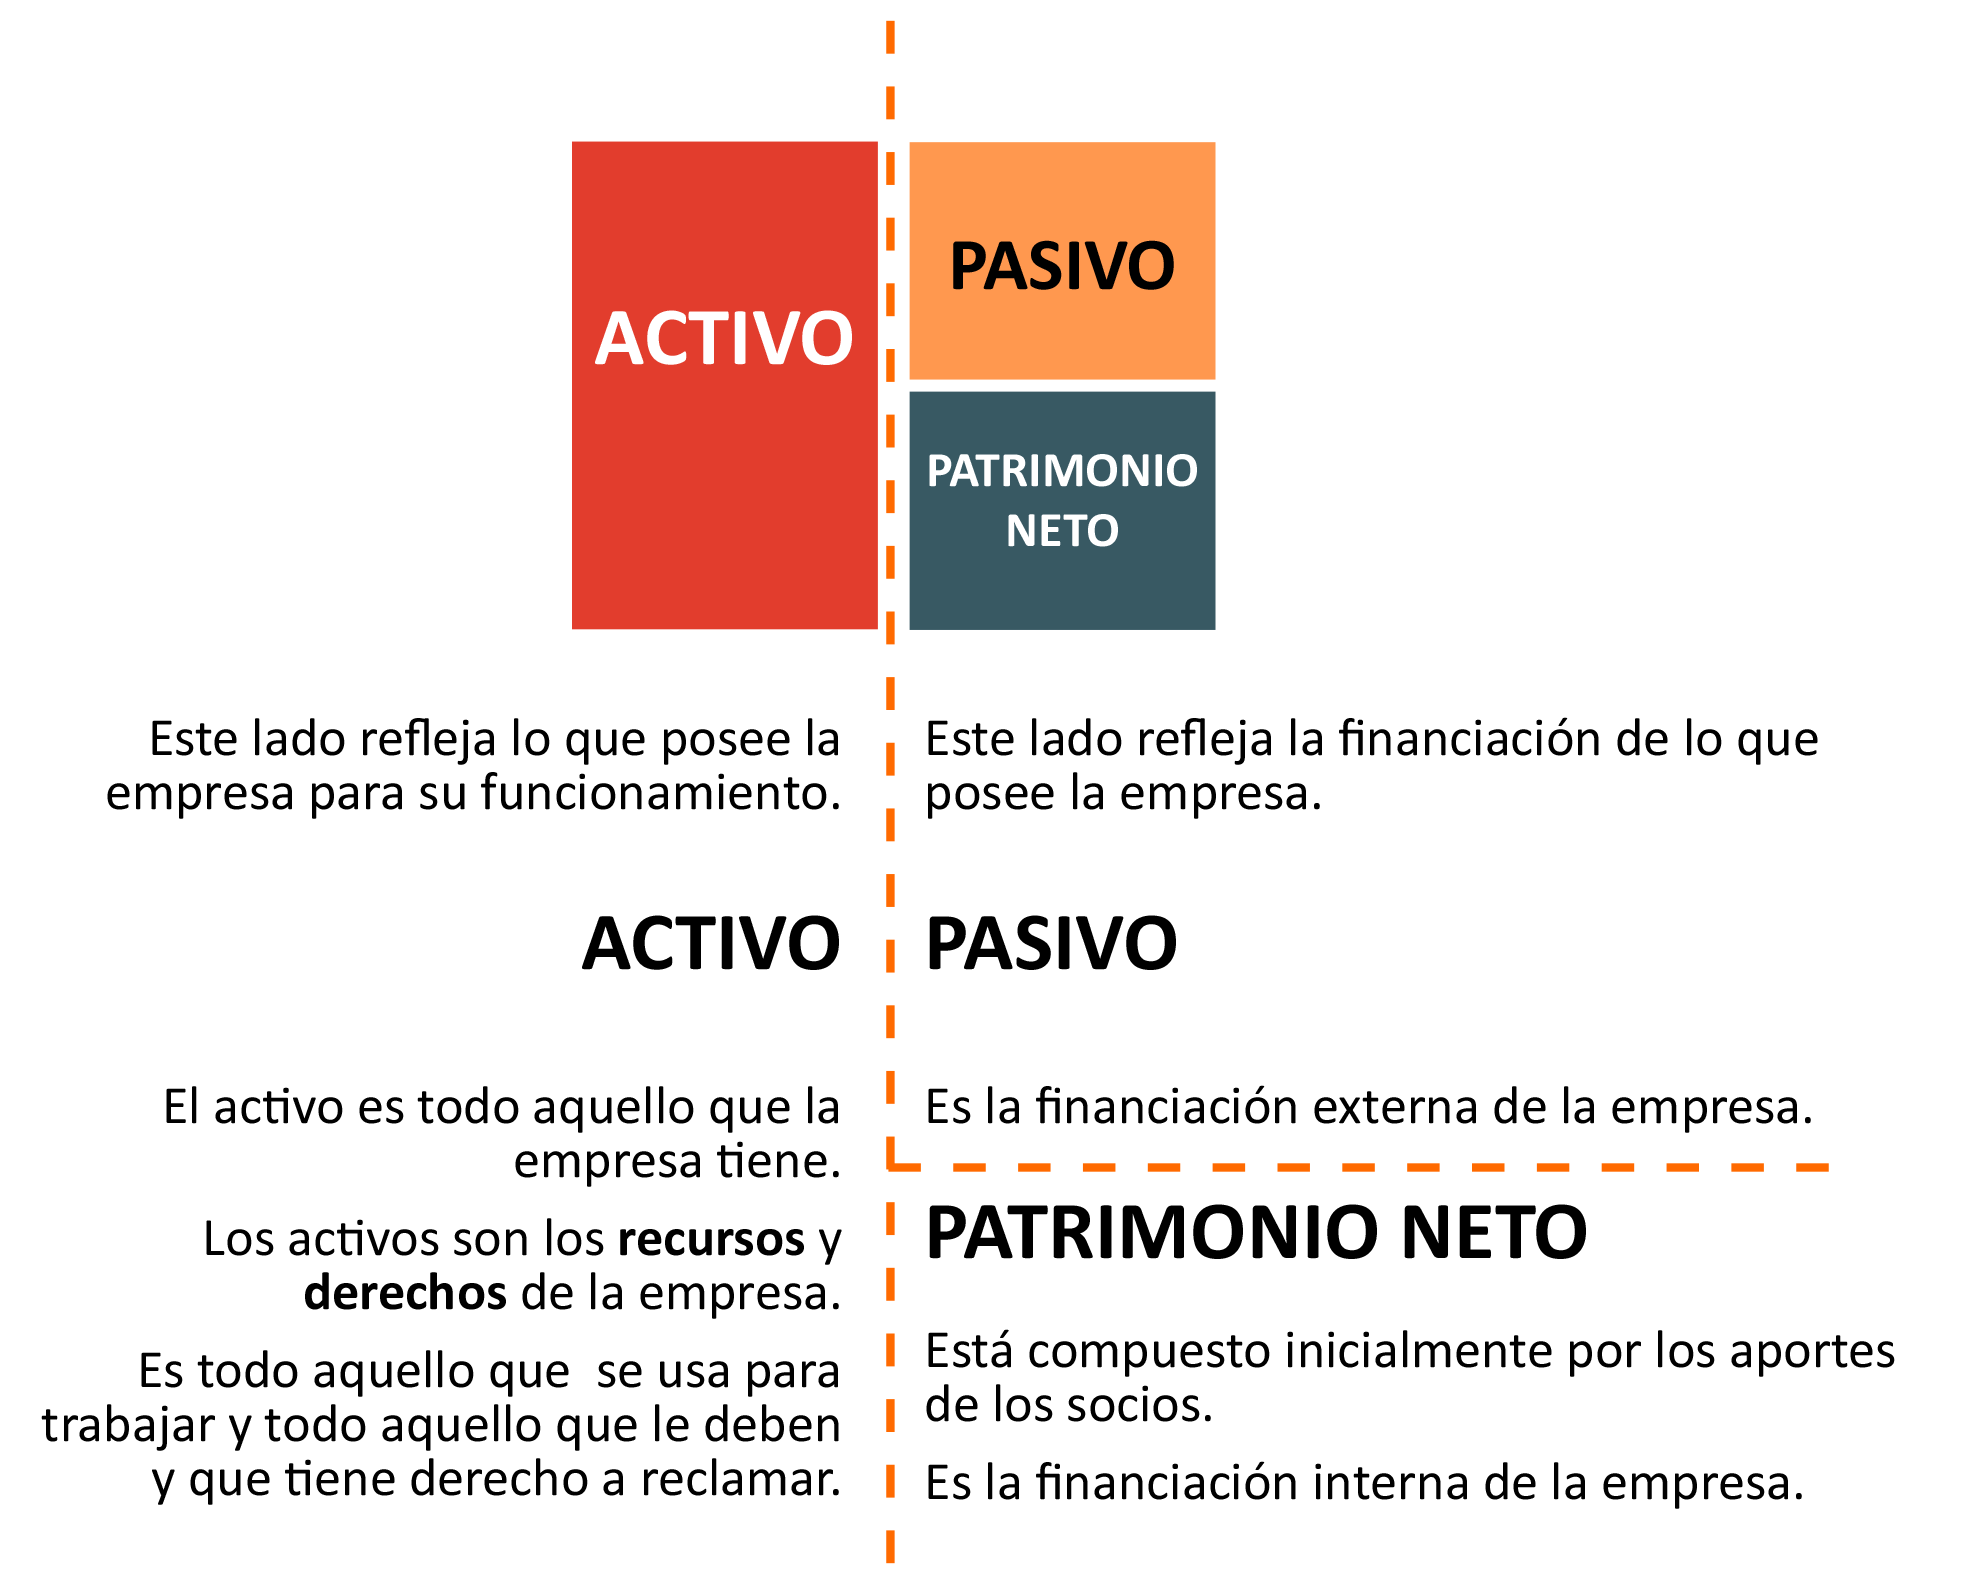 ACTIVO
PASIVO
PATRIMONIO
NETO
Este lado refleja lo que posee la
empresa para su funcionamiento.
Este lado refleja la financiación de lo que
posee la empresa.
ACTIVO
El activo es todo aquello que la
empresa tiene.
Los activos son los recursos y
derechos de la empresa.
Es todo aquello que  se usa para
trabajar y todo aquello que le deben
y que tiene derecho a reclamar.
PASIVO
Es la financiación externa de la empresa.
PATRIMONIO NETO
Está compuesto inicialmente por los aportes
de los socios.
Es la financiación interna de la empresa.